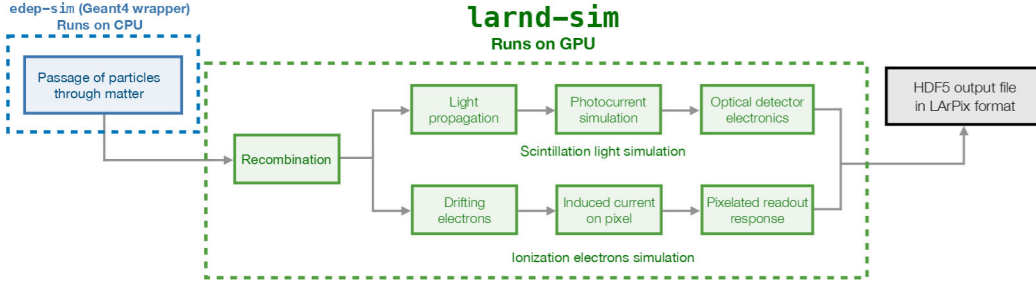 edep-sim (Geant4 wrapper)
Runs on CPU
Passage of particles
through matter
larnd-sim
Runs on GPU
Recombination
Light
propagation
Photocurrent
simulation
Optical detector
electronics
Scintillation light simulation
Drifting
electrons
Induced current
on pixel
Pixelated readout
response
Ionization electrons simulation
HDF5 output file
in LArPix format